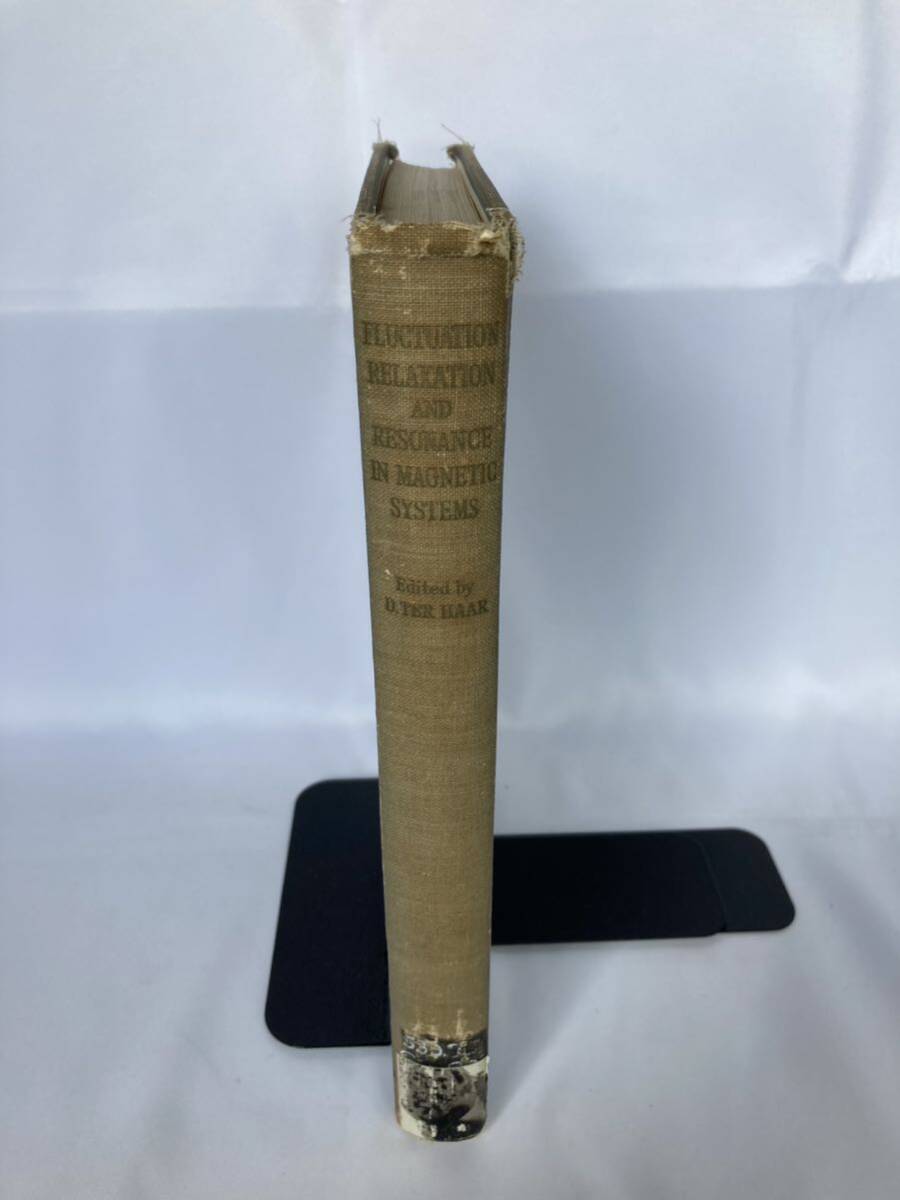 FLUCTUATION
RELAXATION
AND
RESONANCE
IN MAGNETIC
SYSTEMS
Edited by
D. TER HAAR